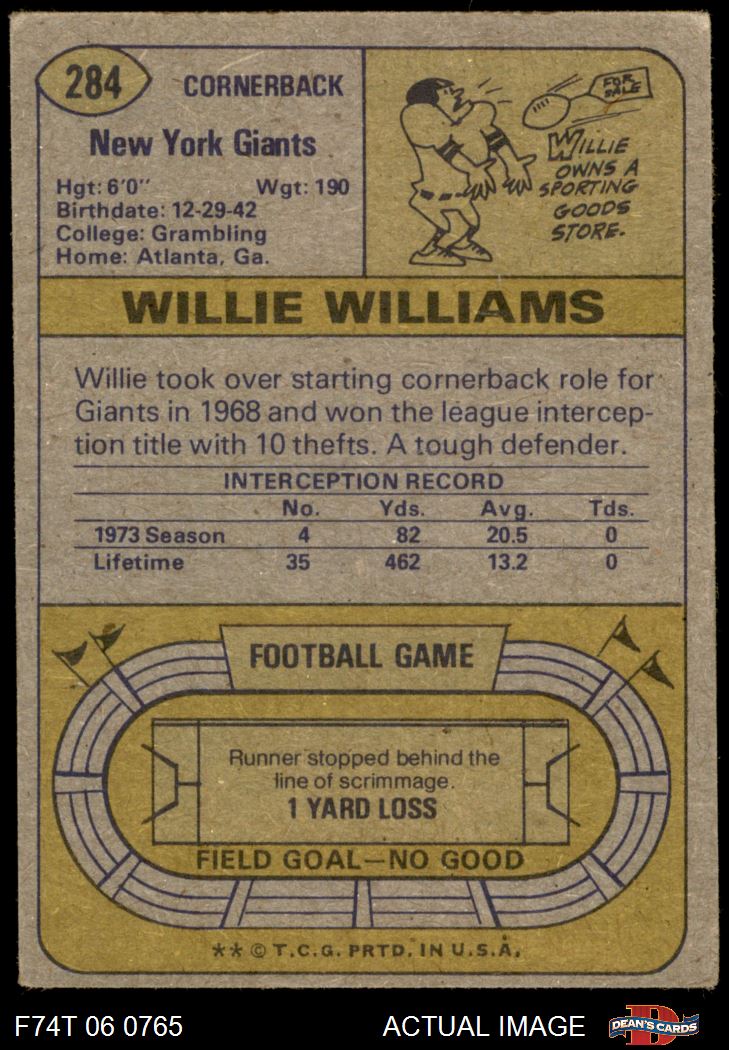 284
CORNERBACK
New York Giants
Hgt: 6'0"  Wgt: 190
Birthdate: 12-29-42
College: Grambling
Home: Atlanta, Ga.
FOR
SALE
WILLIE
OWNS A
SPORTING
GOODS
STORE.
WILLIE WILLIAMS
Willie took over starting cornerback role for
Giants in 1968 and won the league intercep-
tion title with 10 thefts. A tough defender.
INTERCEPTION RECORD
No. Yds. Avg. Tds.
1973 Season 4 82 20.5 0
Lifetime 35 462 13.2 0
FOOTBALL GAME
Runner stopped behind the
line of scrimmage.
1 YARD LOSS
FIELD GOAL—NO GOOD
** © T.C.G. PRTD. IN U.S.A.
F74T 06 0765 ACTUAL IMAGE D DEAN'S CARDS